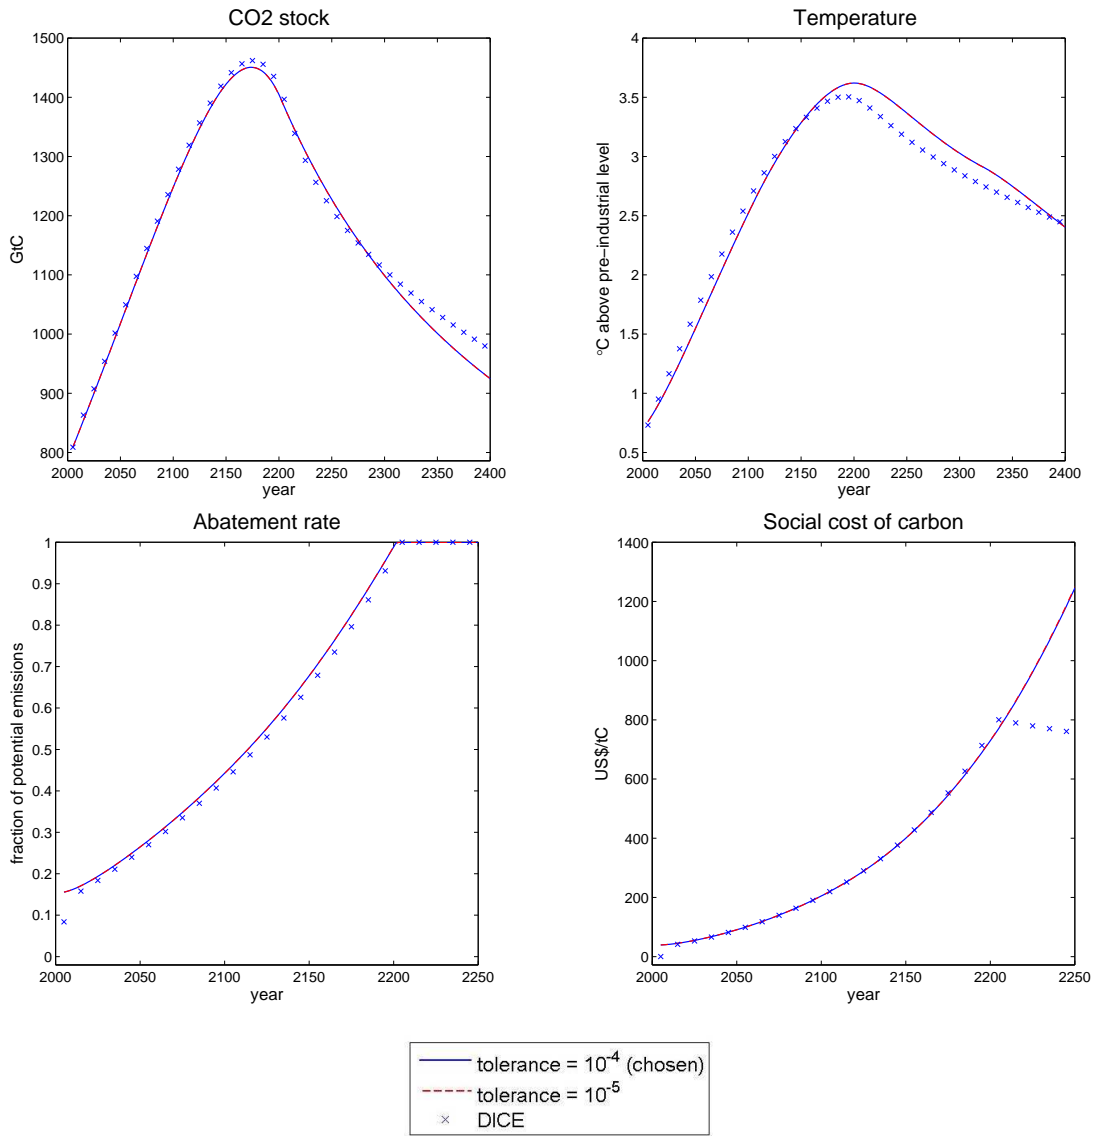 CO2 stock
1500
1400
1300
1200
1100
1000
900
800
GtC
2000 2050 2100 2150 2200 2250 2300 2350 2400
year
Temperature
4
3.5
3
2.5
2
1.5
1
0.5
°C above pre−industrial level
2000 2050 2100 2150 2200 2250 2300 2350 2400
year
Abatement rate
1
0.9
0.8
0.7
0.6
0.5
0.4
0.3
0.2
0.1
0
fraction of potential emissions
2000 2050 2100 2150 2200 2250
year
Social cost of carbon
1400
1200
1000
800
600
400
200
0
US$/tC
2000 2050 2100 2150 2200 2250
year
tolerance = 10^-4 (chosen)
tolerance = 10^-5
DICE